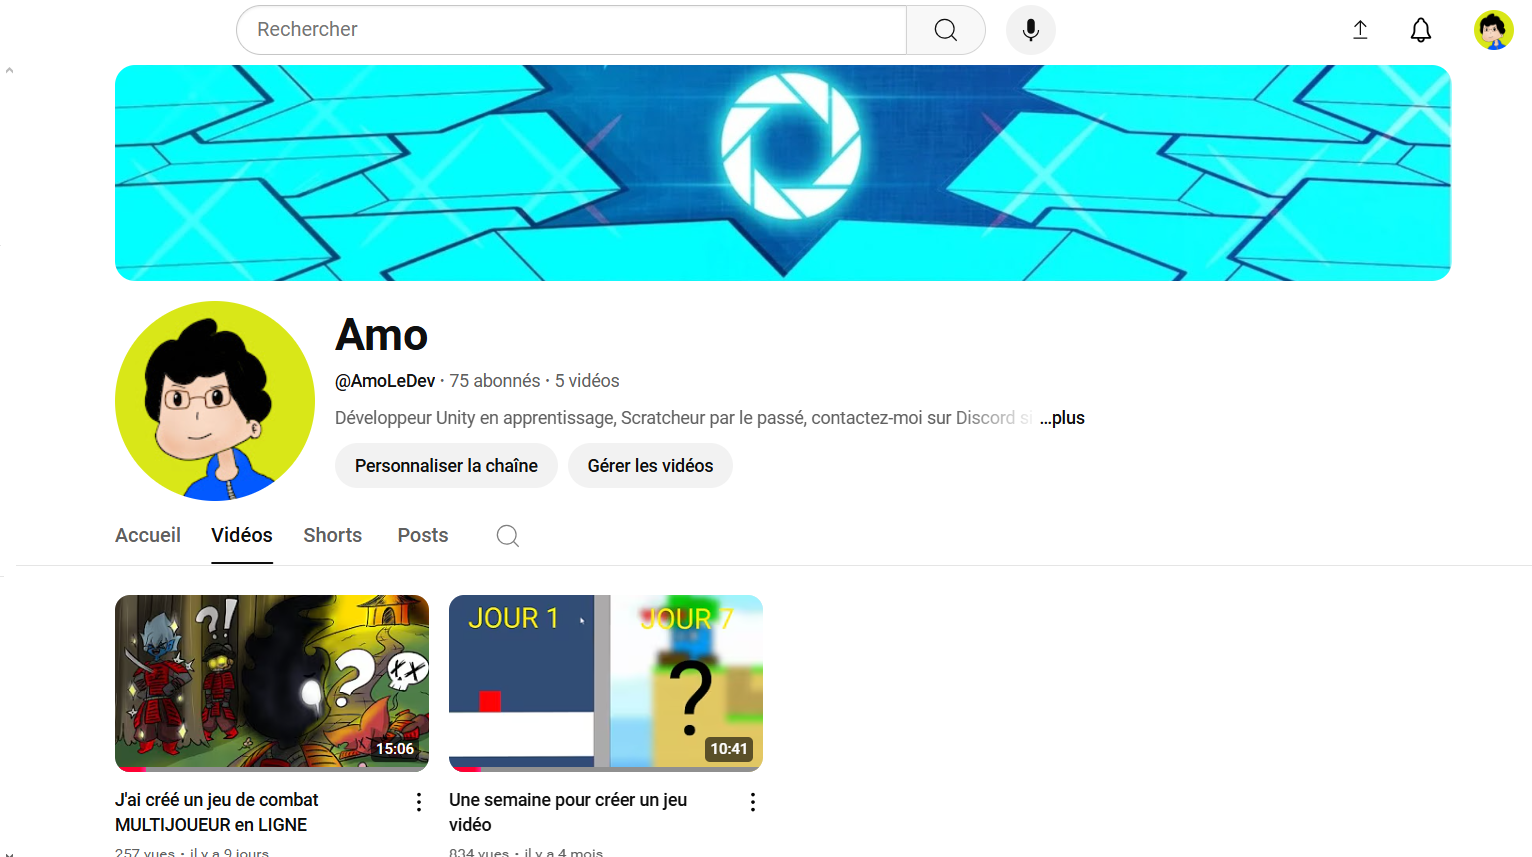 Rechercher
Amo
@AmoLeDev · 75 abonnés · 5 vidéos
Développeur Unity en apprentissage, Scratcheur par le passé, contactez-moi sur Discord si ...plus
Personnaliser la chaîne
Gérer les vidéos
Accueil
Vidéos
Shorts
Posts
?!
?
15:06
JOUR 1
JOUR 7
?
10:41
J'ai créé un jeu de combat
MULTIJOUEUR en LIGNE
257 vues · il y a 9 jours
Une semaine pour créer un jeu
vidéo
834 vues · il y a 4 mois